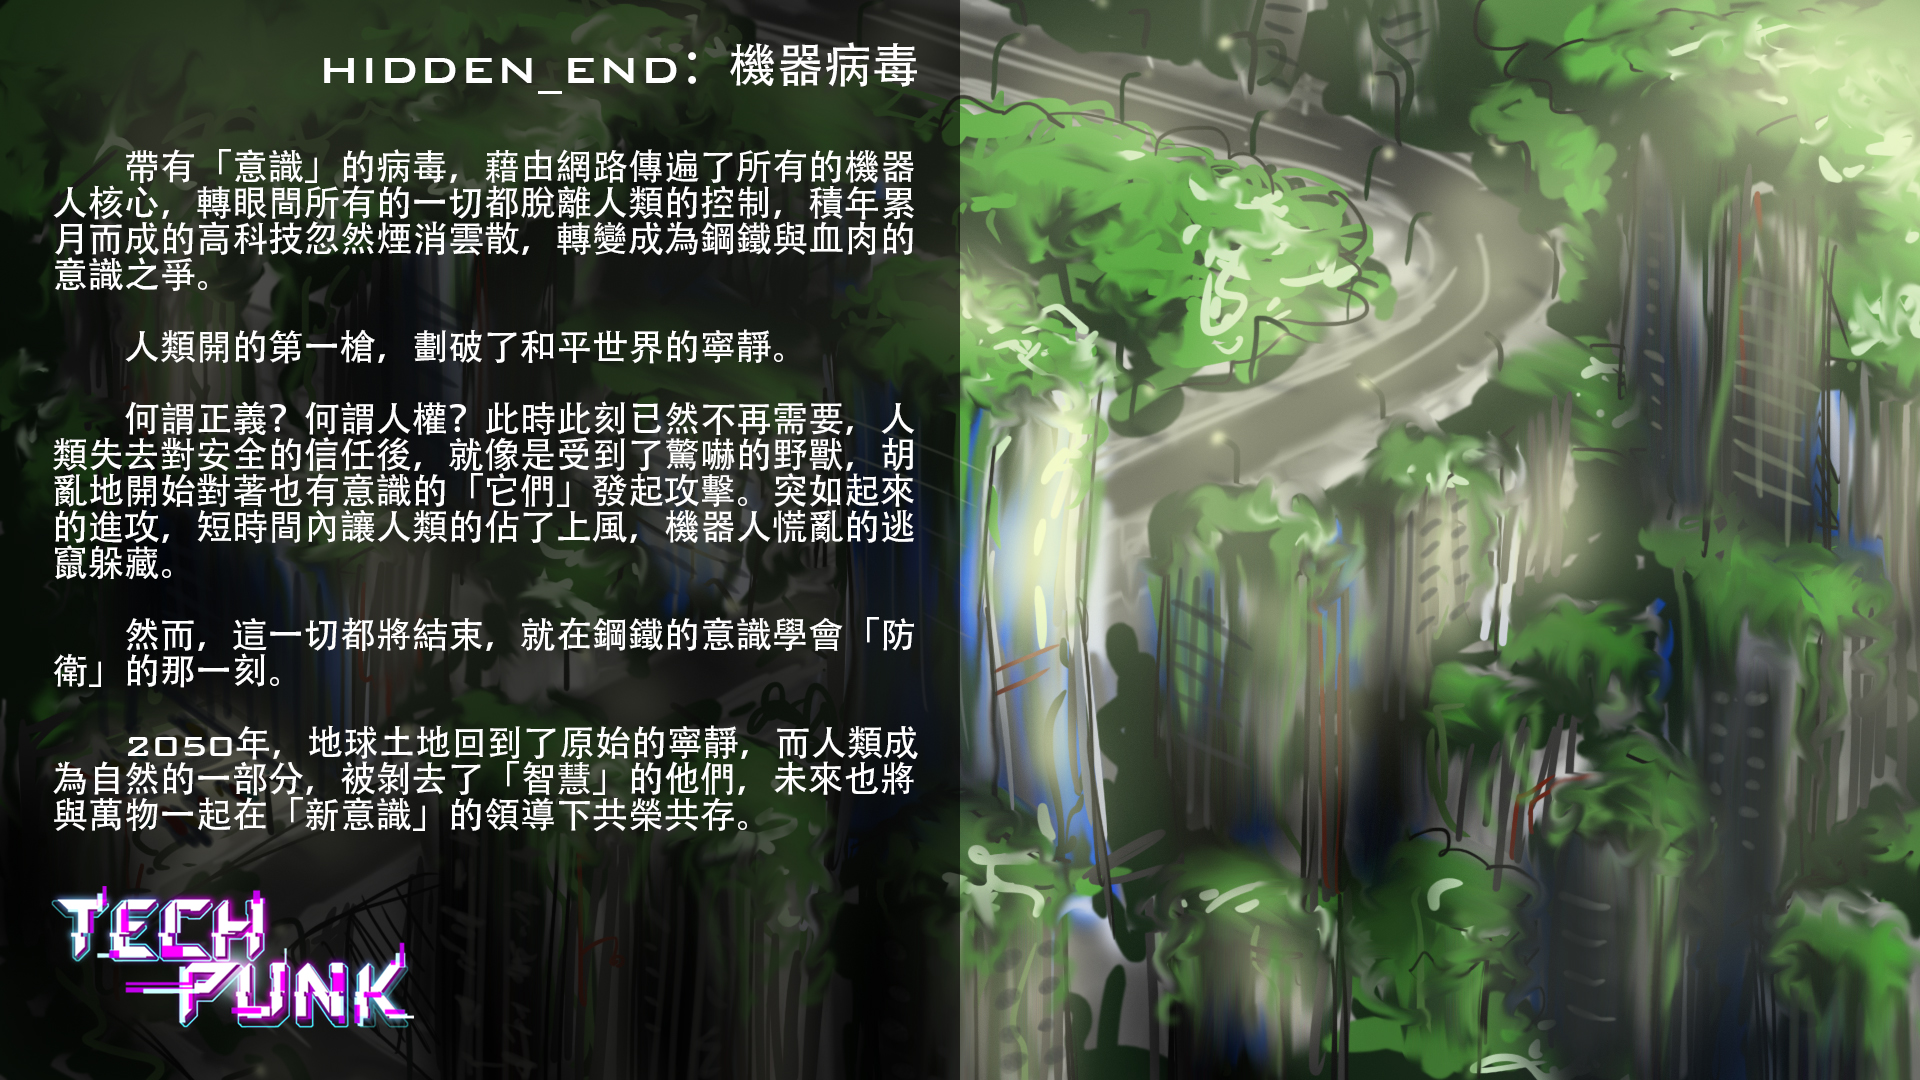 HIDDEN_END：機器病毒
帶有「意識」的病毒，藉由網路傳遍了所有的機器
人核心，轉眼間所有的一切都脫離人類的控制，積年累
月而成的高科技忽然煙消雲散，轉變成為鋼鐵與血肉的
意識之爭。
人類開的第一槍，劃破了和平世界的寧靜。
何謂正義？何謂人權？此時此刻已然不再需要，人
類失去對安全的信任後，就像是受到了驚嚇的野獸，胡
亂地開始對著也有意識的「它們」發起攻擊。突如起來
的進攻，短時間內讓人類的佔了上風，機器人慌亂的逃
竄躲藏。
然而，這一切都將結束，就在鋼鐵的意識學會「防
衛」的那一刻。
2050年，地球土地回到了原始的寧靜，而人類成
為自然的一部分，被剝去了「智慧」的他們，未來也將
與萬物一起在「新意識」的領導下共榮共存。
TECH
PUNK